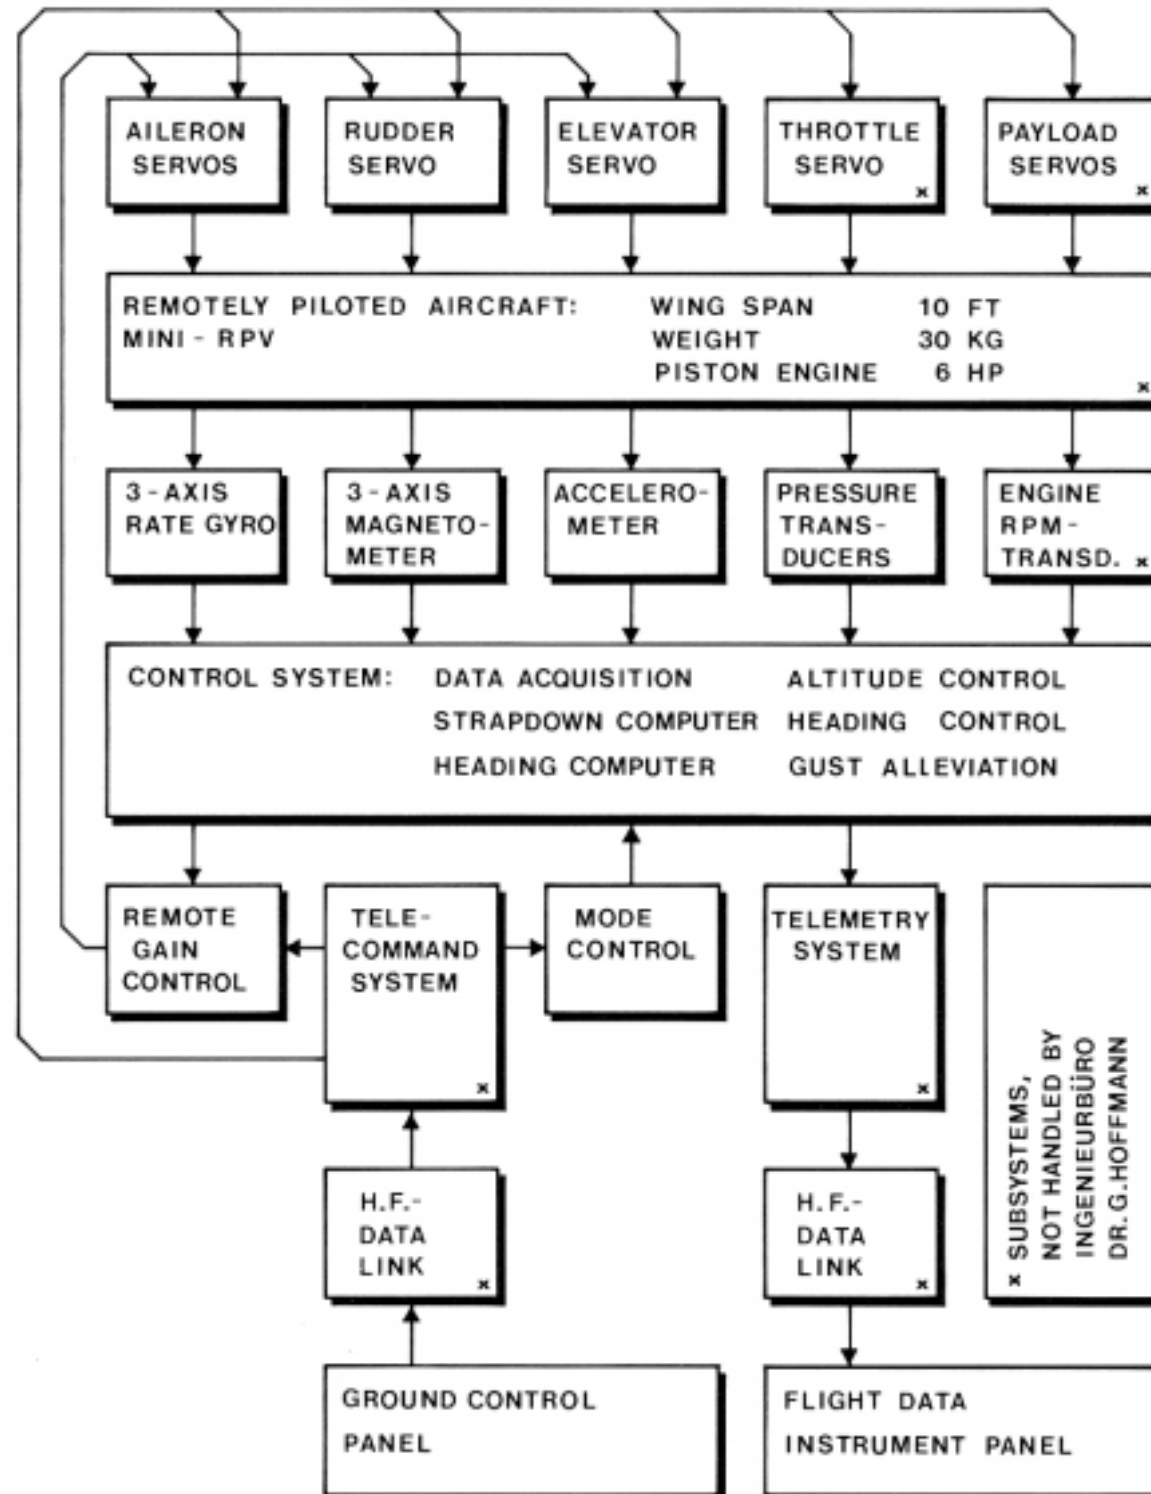 AILERON
SERVOS
RUDDER
SERVO
ELEVATOR
SERVO
THROTTLE
SERVO
x
PAYLOAD
SERVOS
x
REMOTELY PILOTED AIRCRAFT: WING SPAN 10 FT
MINI - RPV WEIGHT 30 KG
PISTON ENGINE 6 HP
x
3 - AXIS
RATE GYRO
3 - AXIS
MAGNETO -
METER
ACCELERO -
METER
PRESSURE
TRANS -
DUCERS
ENGINE
RPM -
TRANSD. x
CONTROL SYSTEM: DATA ACQUISITION ALTITUDE CONTROL
STRAPDOWN COMPUTER HEADING CONTROL
HEADING COMPUTER GUST ALLEVIATION
REMOTE
GAIN
CONTROL
TELE -
COMMAND
SYSTEM
x
MODE
CONTROL
TELEMETRY
SYSTEM
x
x SUBSYSTEMS,
NOT HANDLED BY
INGENIEURBÜRO
DR. G. HOFFMANN
H.F.-
DATA
LINK
x
H.F.-
DATA
LINK
x
GROUND CONTROL
PANEL
FLIGHT DATA
INSTRUMENT PANEL